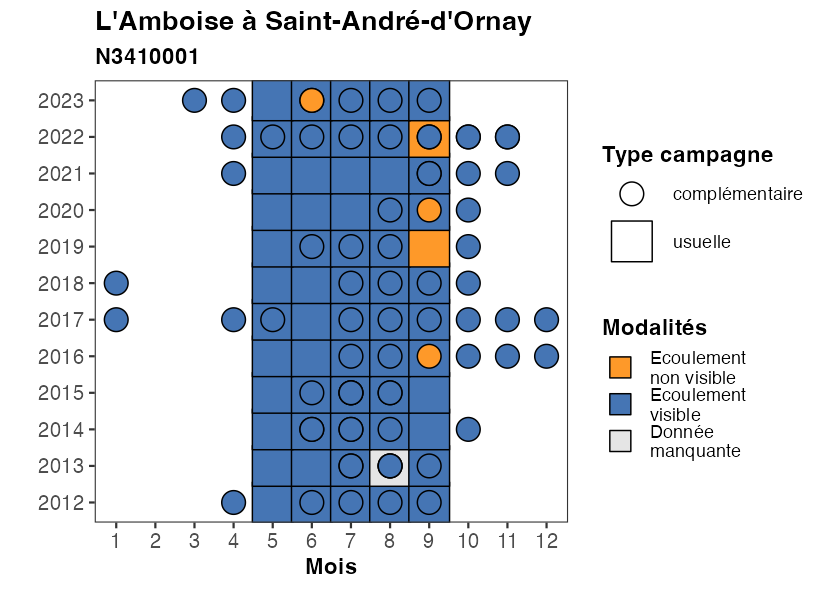 L'Amboise à Saint-André-d'Ornay
N3410001
2023
2022
2021
2020
2019
2018
2017
2016
2015
2014
2013
2012
1 2 3 4 5 6 7 8 9 10 11 12
Mois
Type campagne
complémentaire
usuelle
Modalités
Ecoulement
non visible
Ecoulement
visible
Donnée
manquante